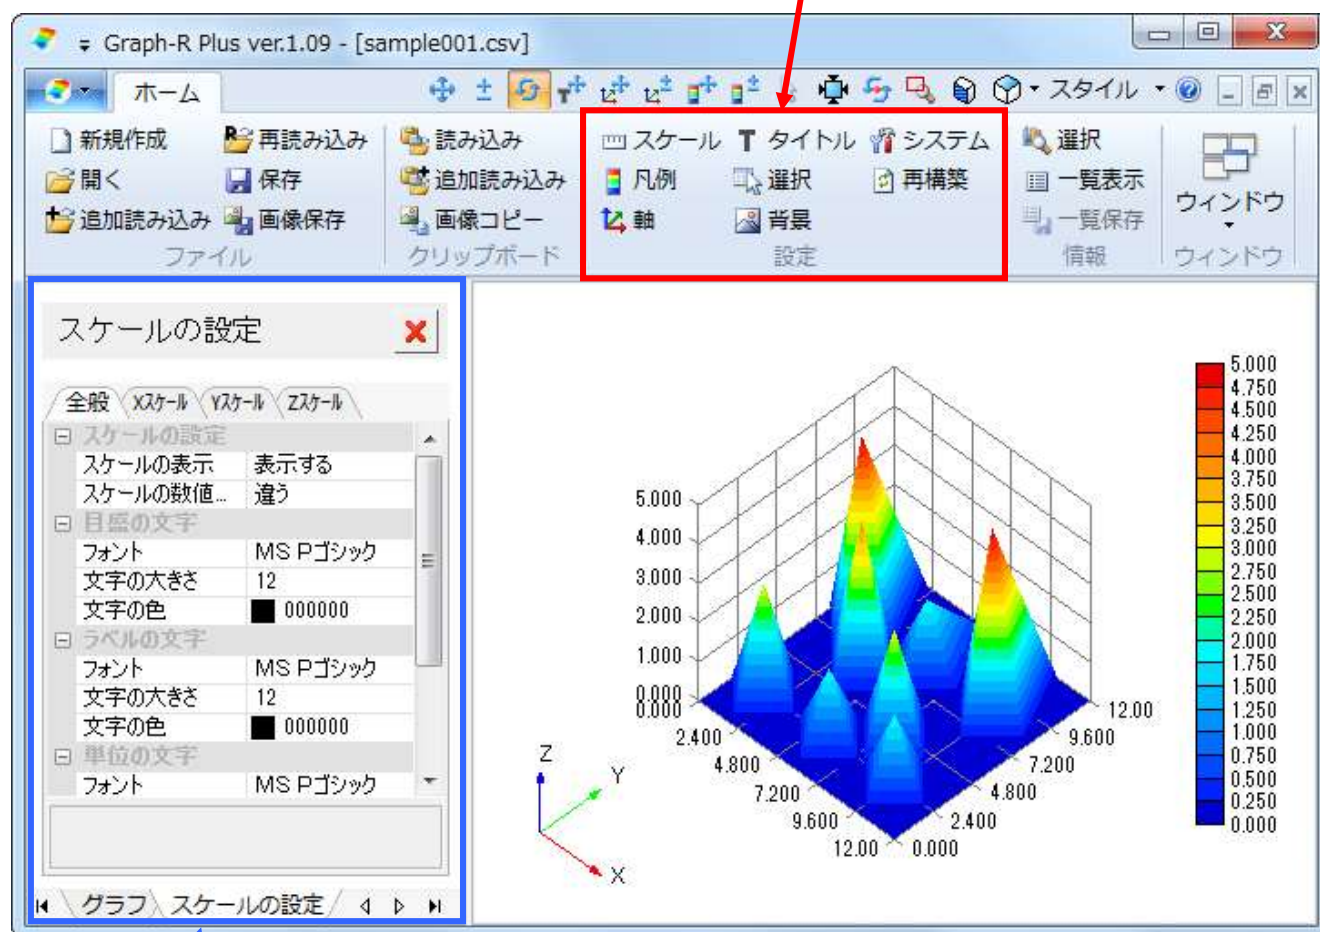 Graph-R Plus ver.1.09 - [sample001.csv]
ホーム
スタイル
新規作成 再読み込み 読み込み スケール タイトル システム 選択
開く 保存 追加読み込み 凡例 選択 再構築 一覧表示
追加読み込み 画像保存 画像コピー 軸 背景 一覧保存 ウィンドウ
ファイル クリップボード 設定 情報 ウィンドウ
スケールの設定
全般 Xスケール Yスケール Zスケール
スケールの設定
スケールの表示 表示する
スケールの数値... 違う
目盛の文字
フォント MS Pゴシック
文字の大きさ 12
文字の色 000000
ラベルの文字
フォント MS Pゴシック
文字の大きさ 12
文字の色 000000
単位の文字
フォント MS Pゴシック
グラフ スケールの設定
5.000
4.000
3.000
2.000
1.000
0.000
0.000
2.400
4.800
7.200
9.600
12.00
0.000
2.400
4.800
7.200
9.600
12.00
Z
Y
X
5.000
4.750
4.500
4.250
4.000
3.750
3.500
3.250
3.000
2.750
2.500
2.250
2.000
1.750
1.500
1.250
1.000
0.750
0.500
0.250
0.000